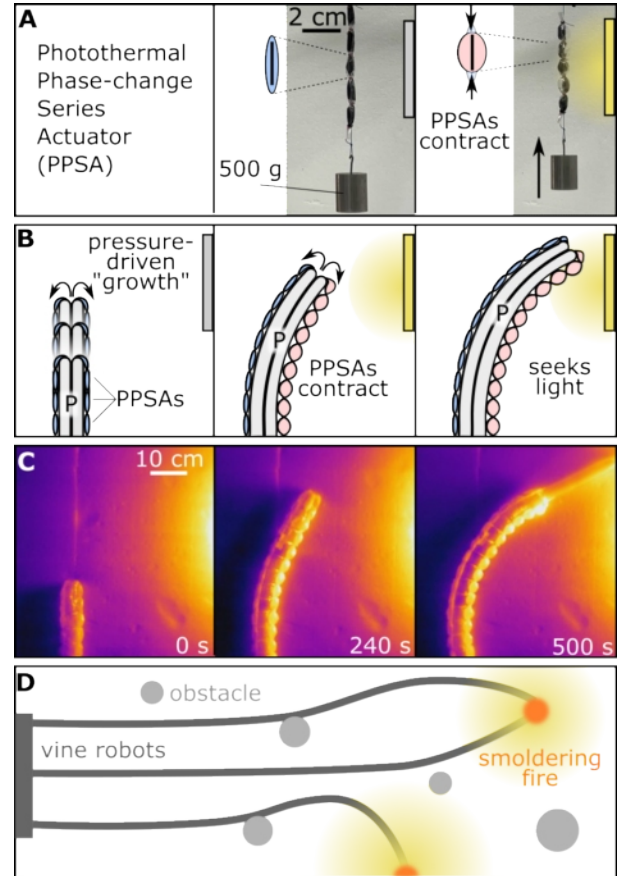 A
Photothermal
Phase-change
Series
Actuator
(PPSA)
2 cm
500 g
PPSAs
contract
B
pressure-
driven
"growth"
P
PPSAs
P
PPSAs
contract
P
seeks
light
C
10 cm
0 s
240 s
500 s
D
obstacle
vine robots
smoldering
fire